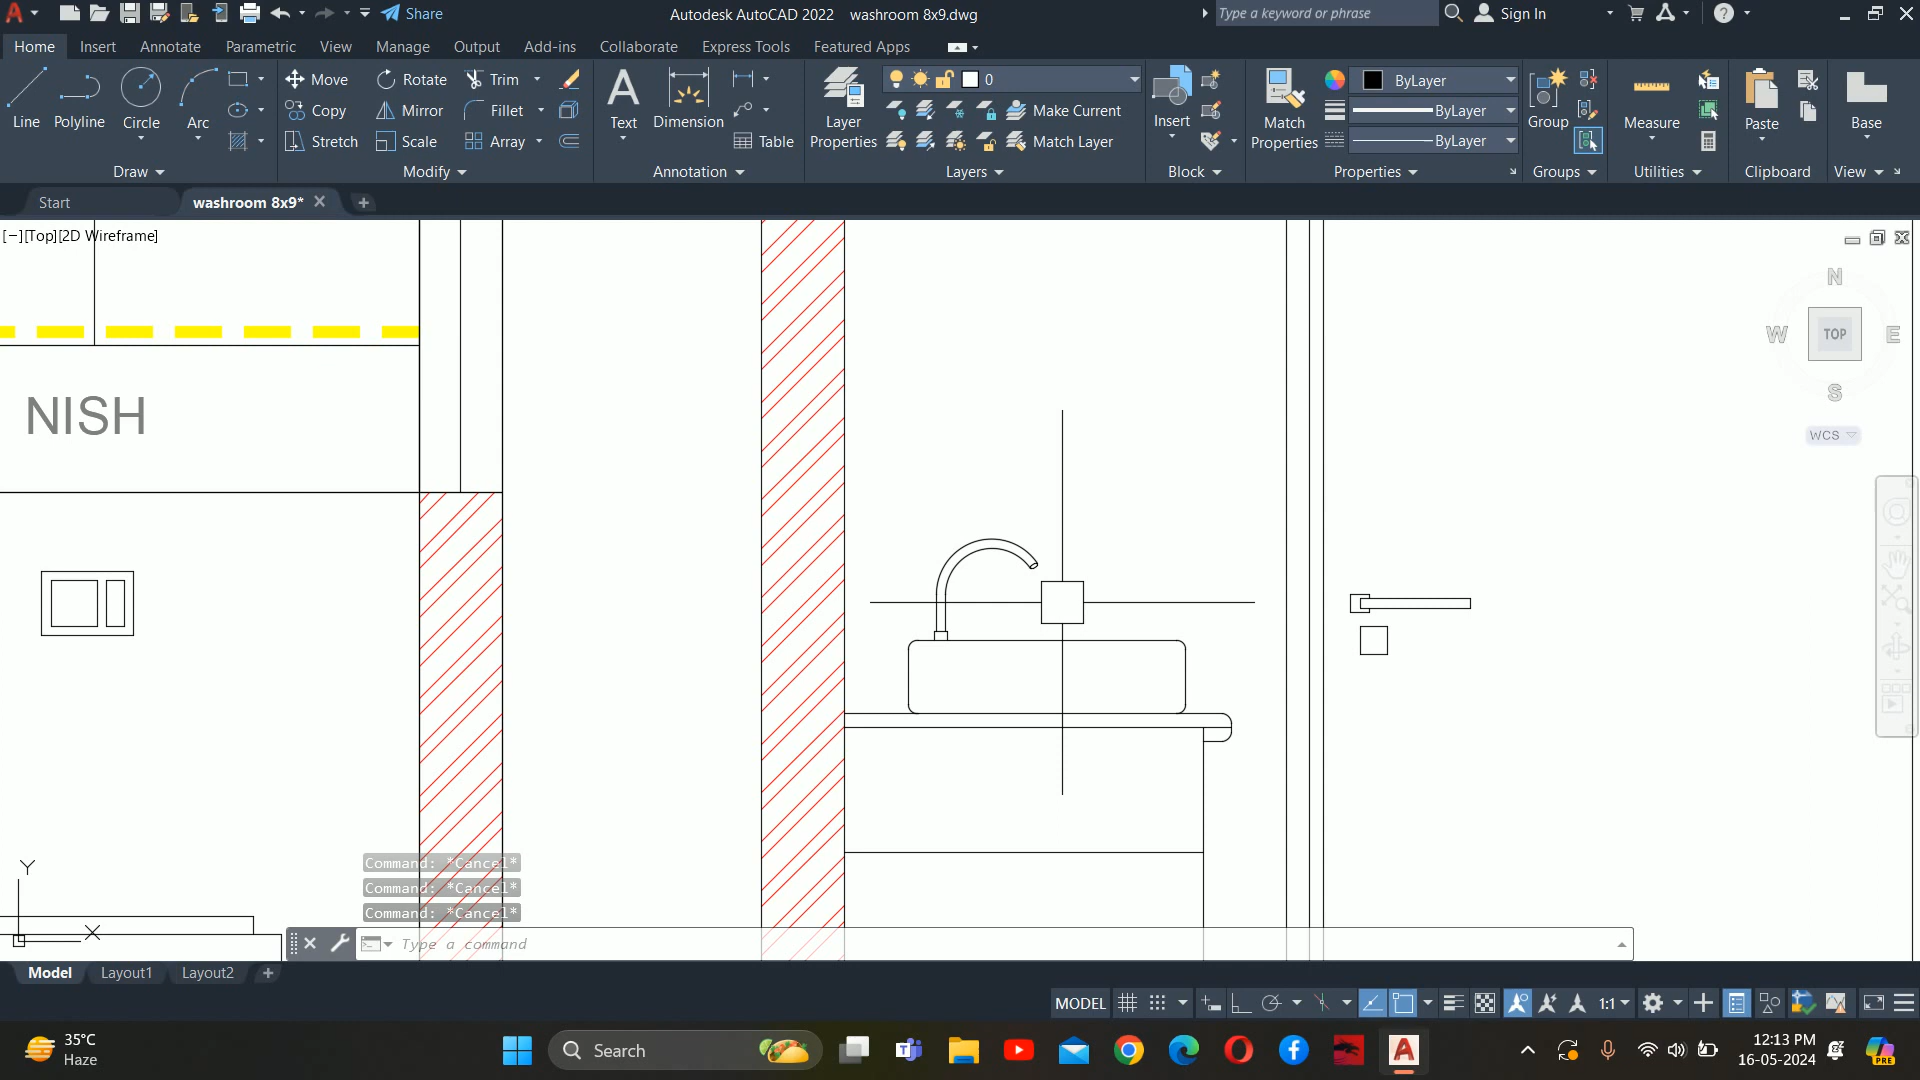 Share
Autodesk AutoCAD 2022 washroom 8x9.dwg
Type a keyword or phrase
Sign In
Home Insert Annotate Parametric View Manage Output Add-ins Collaborate Express Tools Featured Apps
Line Polyline Circle Arc
Move Rotate Trim
Copy Mirror Fillet
Stretch Scale Array
Text Dimension Table
Layer Properties
0
Make Current
Match Layer
Insert
Match Properties
ByLayer
ByLayer
ByLayer
Group
Measure
Paste
Base
Draw Modify Annotation Layers Block Properties Groups Utilities Clipboard View
Start washroom 8x9*
[−][Top][2D Wireframe]
N
W TOP E
S
WCS
NISH
Y
X
Command: *Cancel*
Command: *Cancel*
Command: *Cancel*
Type a command
Model Layout1 Layout2
MODEL 1:1
35°C
Haze
Search
12:13 PM
16-05-2024
PRE